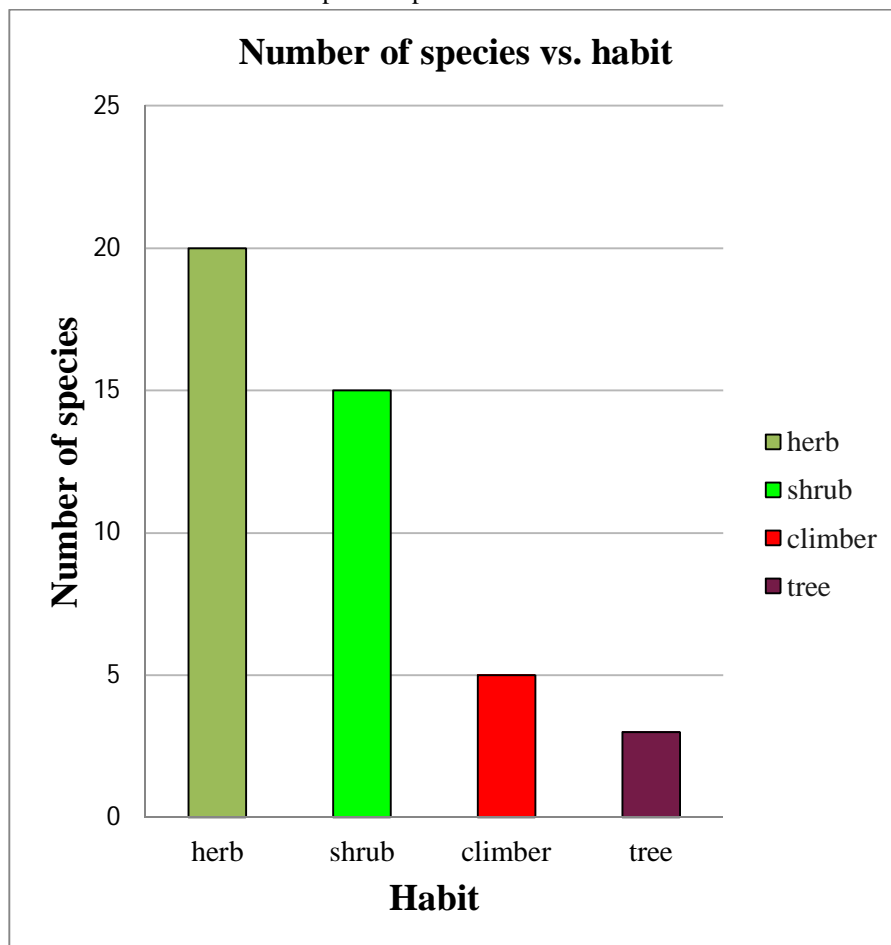 Number of species vs. habit
25
20
15
10
5
0
Number of species
herb
shrub
climber
tree
herb shrub climber tree
Habit